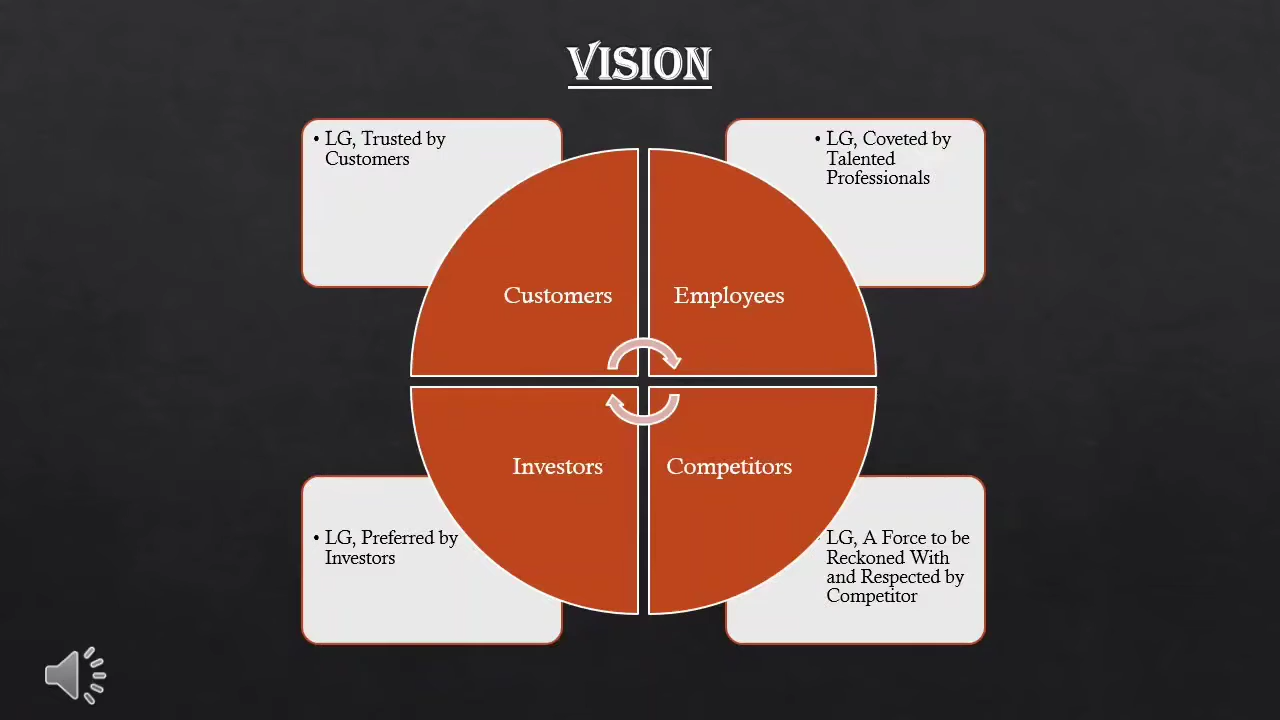 VISION
• LG, Trusted by
Customers
• LG, Coveted by
Talented
Professionals
Customers
Employees
Investors
Competitors
• LG, Preferred by
Investors
• LG, A Force to be
Reckoned With
and Respected by
Competitor